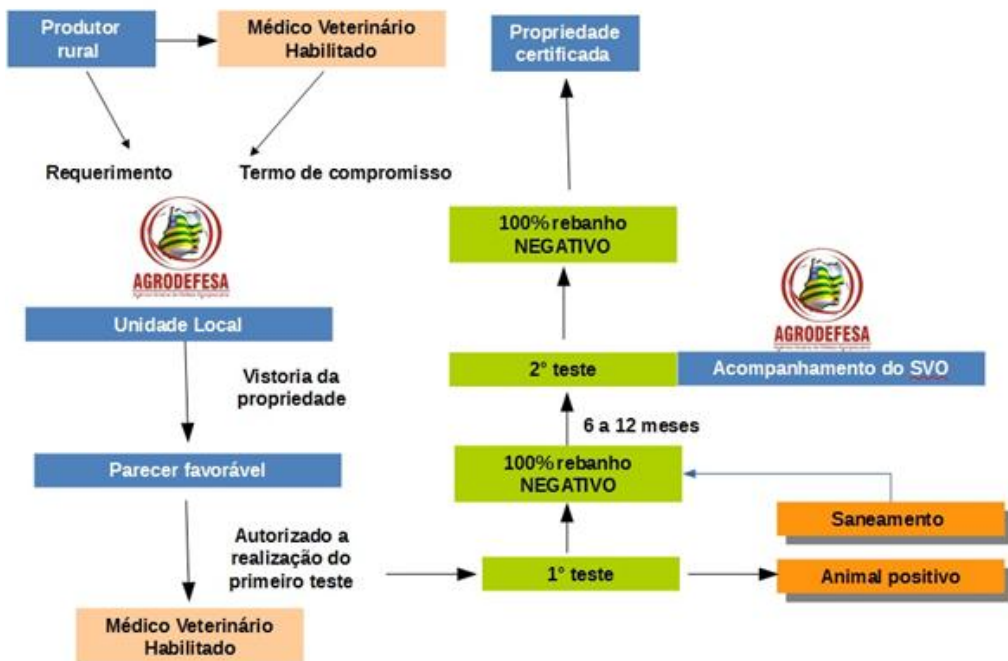 Produtor
rural
Médico Veterinário
Habilitado
Requerimento
Termo de compromisso
AGRODEFESA
Unidade Local
Vistoria da
propriedade
Parecer favorável
Autorizado a
realização do
primeiro teste
Médico Veterinário
Habilitado
Propriedade
certificada
100% rebanho
NEGATIVO
AGRODEFESA
2° teste
Acompanhamento do SVO
6 a 12 meses
100% rebanho
NEGATIVO
Saneamento
1° teste
Animal positivo